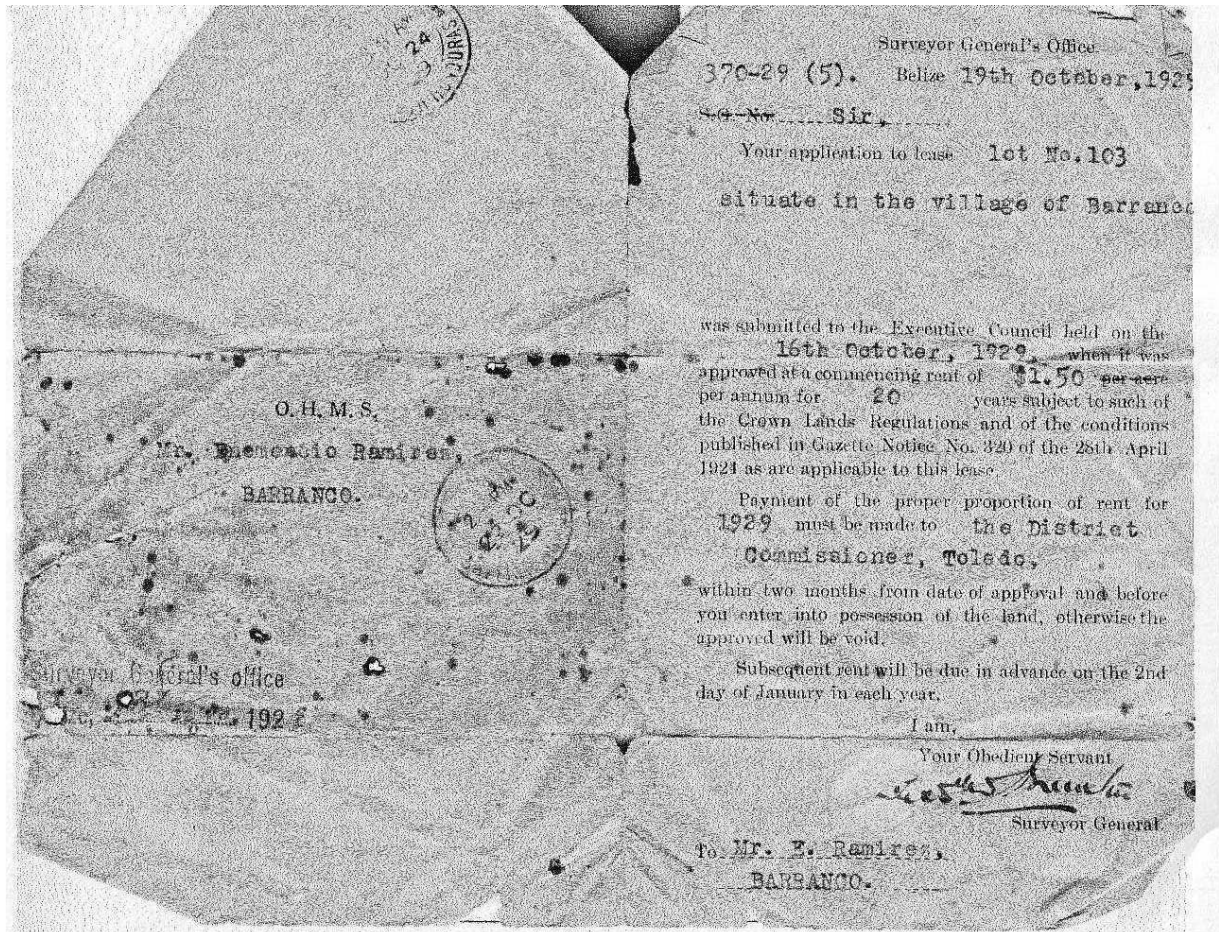 24
Surveyor General's Office
370-29 (5). Belize 19th October, 1929
S. G. No Sir,
Your application to lease lot No. 103
situate in the village of Barranco
was submitted to the Executive Council held on the
16th October, 1929, when it was
approved at a commencing rent of $1.50 per acre
per annum for 20 years subject to such of
the Crown Lands Regulations and of the conditions
published in Gazette Notice No. 320 of the 28th April
1924 as are applicable to this lease.
Payment of the proper proportion of rent for
1929 must be made to the District
Commissioner, Toledo,
within two months from date of approval and before
you enter into possession of the land, otherwise the
approved will be void.
Subsequent rent will be due in advance on the 2nd
day of January in each year.
I am,
Your Obedient Servant
Surveyor General.
To Mr. E. Ramirez,
BARRANCO.
O. H. M. S.
Mr. Ramirez,
BARRANCO.
OC
29
Surveyor General's office
192